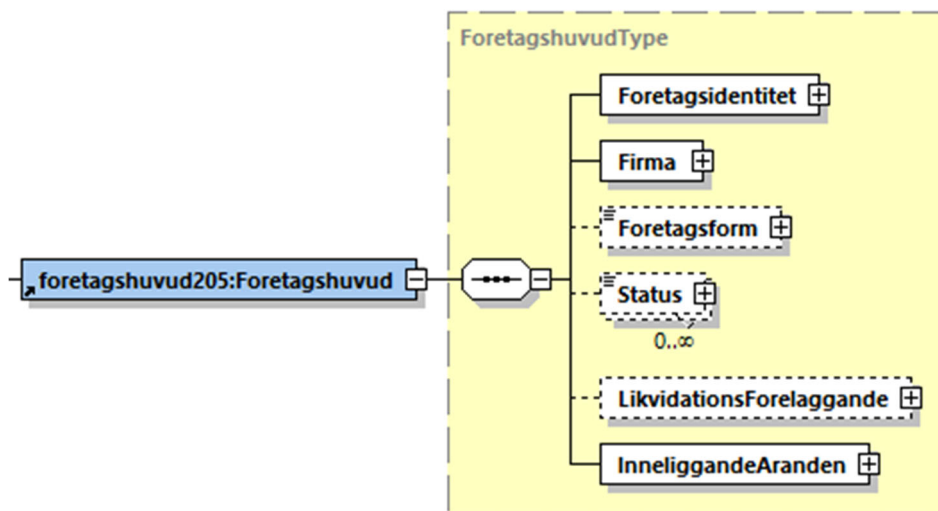 ForetagshuvudType
Foretagsidentitet
Firma
Foretagsform
foretagshuvud205:Foretagshuvud
Status
0..∞
LikvidationsForelaggande
InneliggandeAranden